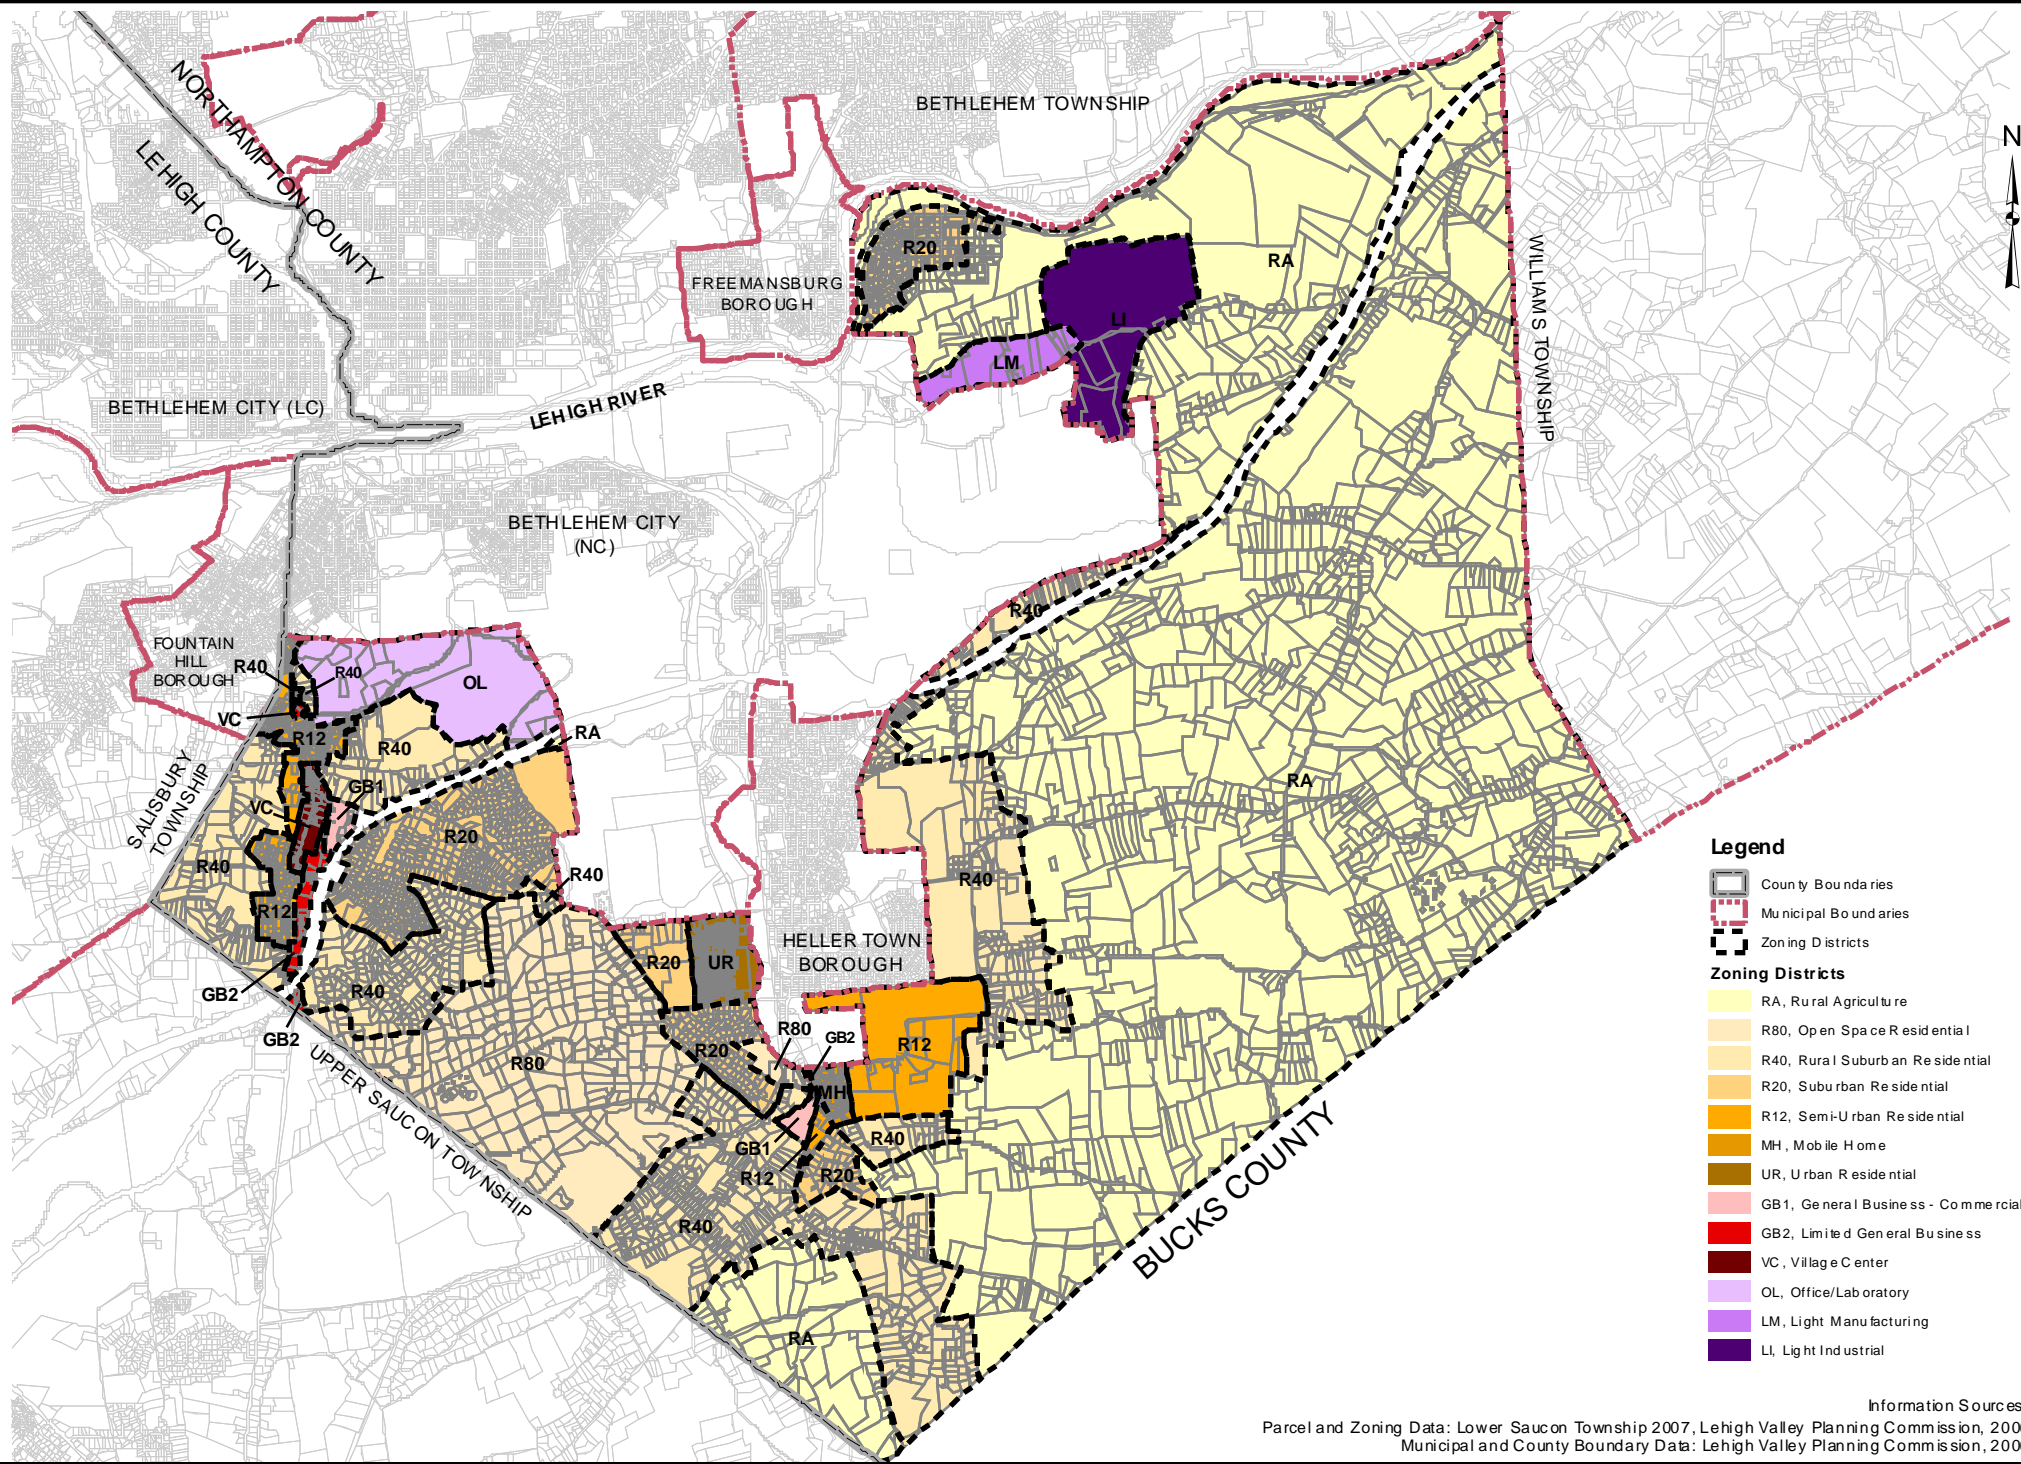 NORTHAMPTON COUNTY
LEHIGH COUNTY
BETHLEHEM TOWNSHIP
N
R20
RA
WILLIAMS TOWNSHIP
FREEMANSBURG
BOROUGH
LI
LM
BETHLEHEM CITY (LC)
LEHIGH RIVER
BETHLEHEM CITY
(NC)
R40
FOUNTAIN
HILL
BOROUGH
R40
R40
OL
VC
R12
R40
RA
SALISBURY
TOWNSHIP
GB1
VC
R20
RA
R40
R40
R40
R12
HELLERTOWN
BOROUGH
R20
UR
GB2
R40
GB2
UPPER SAUCON TOWNSHIP
R80
R20
R80
GB2
R12
MH
GB1
R12
R40
R20
R40
BUCKS COUNTY
RA
Legend
County Boundaries
Municipal Boundaries
Zoning Districts
Zoning Districts
RA, Rural Agriculture
R80, Open Space Residential
R40, Rural Suburban Residential
R20, Suburban Residential
R12, Semi-Urban Residential
MH, Mobile Home
UR, Urban Residential
GB1, General Business - Commercial
GB2, Limited General Business
VC, Village Center
OL, Office/Laboratory
LM, Light Manufacturing
LI, Light Industrial
Information Sources
Parcel and Zoning Data: Lower Saucon Township 2007, Lehigh Valley Planning Commission, 200
Municipal and County Boundary Data: Lehigh Valley Planning Commission, 200